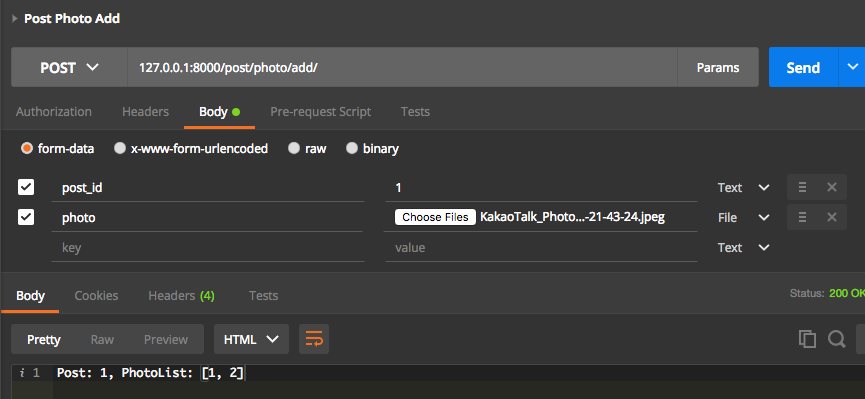 Post Photo Add
POST 127.0.0.1:8000/post/photo/add/ Params Send
Authorization Headers Body Pre-request Script Tests
form-data x-www-form-urlencoded raw binary
post_id 1 Text
photo Choose Files KakaoTalk_Photo...-21-43-24.jpeg File
key value Text
Body Cookies Headers (4) Tests Status: 200 OK
Pretty Raw Preview HTML
i 1 Post: 1, PhotoList: [1, 2]